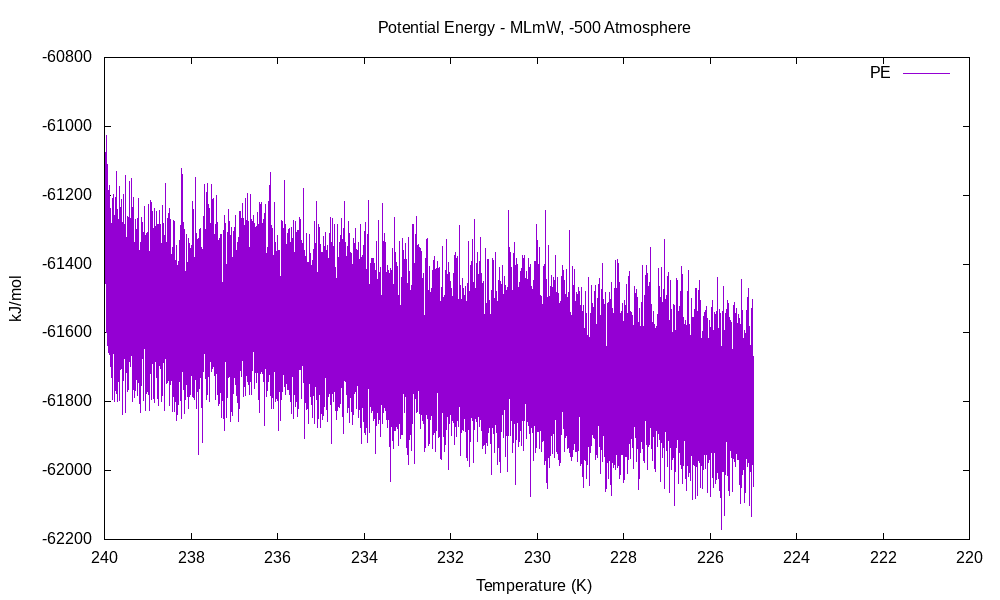 Potential Energy - MLmW, -500 Atmosphere
-60800
PE
-61000
-61200
-61400
kJ/mol
-61600
-61800
-62000
-62200
240 238 236 234 232 230 228 226 224 222 220
Temperature (K)